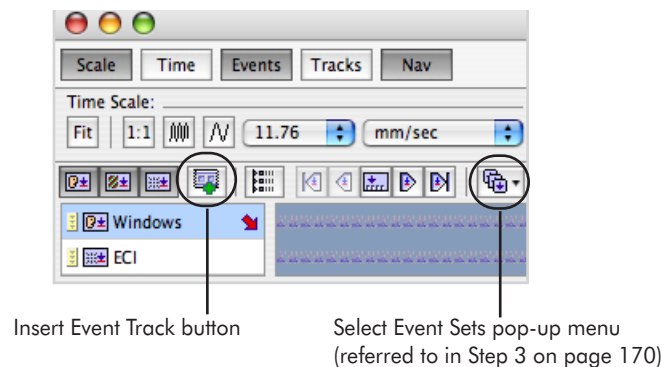 Scale Time Events Tracks Nav
Time Scale:
Fit 1:1 11.76 mm/sec
Windows
ECI
Insert Event Track button
Select Event Sets pop-up menu
(referred to in Step 3 on page 170)